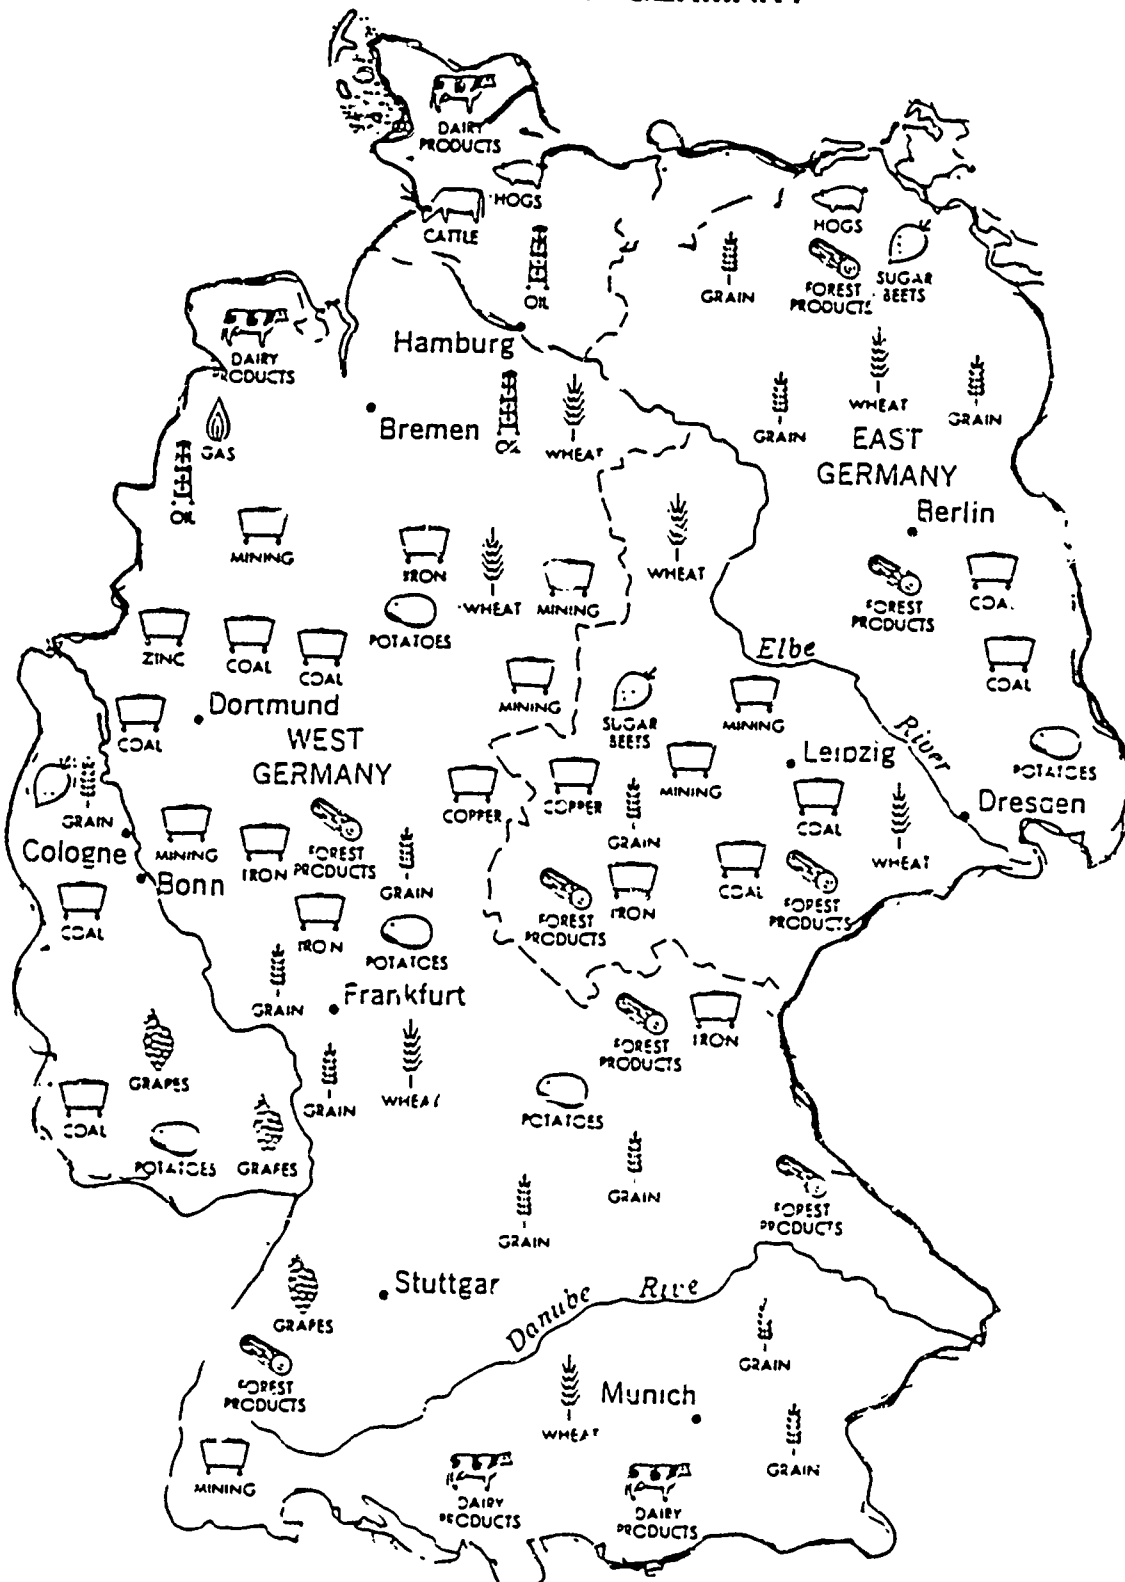 DAIRY
PRODUCTS
HOGS
CATTLE
OIL
HOGS
GRAIN
FOREST
PRODUCTS
SUGAR
BEETS
Hamburg
DAIRY
PRODUCTS
WHEAT
GRAIN
GRAIN
Bremen
WHEAT
GAS
OIL
EAST
GERMANY
Berlin
MINING
IRON
WHEAT
MINING
WHEAT
FOREST
PRODUCTS
POTATOES
ZINC
COAL
COAL
Elbe
River
COAL
Dortmund
MINING
SUGAR
BEETS
MINING
COAL
WEST
GERMANY
Leipzig
POTATOES
COPPER
COPPER
MINING
Dresden
GRAIN
Cologne
MINING
IRON
FOREST
PRODUCTS
GRAIN
GRAIN
COAL
WHEAT
Bonn
COAL
IRON
POTATOES
FOREST
PRODUCTS
IRON
COAL
FOREST
PRODUCTS
GRAIN
Frankfurt
FOREST
PRODUCTS
IRON
GRAPES
GRAIN
POTATOES
COAL
POTATOES
GRAPES
GRAIN
GRAIN
FOREST
PRODUCTS
Stuttgar
Danube
GRAPES
GRAIN
FOREST
PRODUCTS
Munich
WHEAT
GRAIN
MINING
DAIRY
PRODUCTS
DAIRY
PRODUCTS